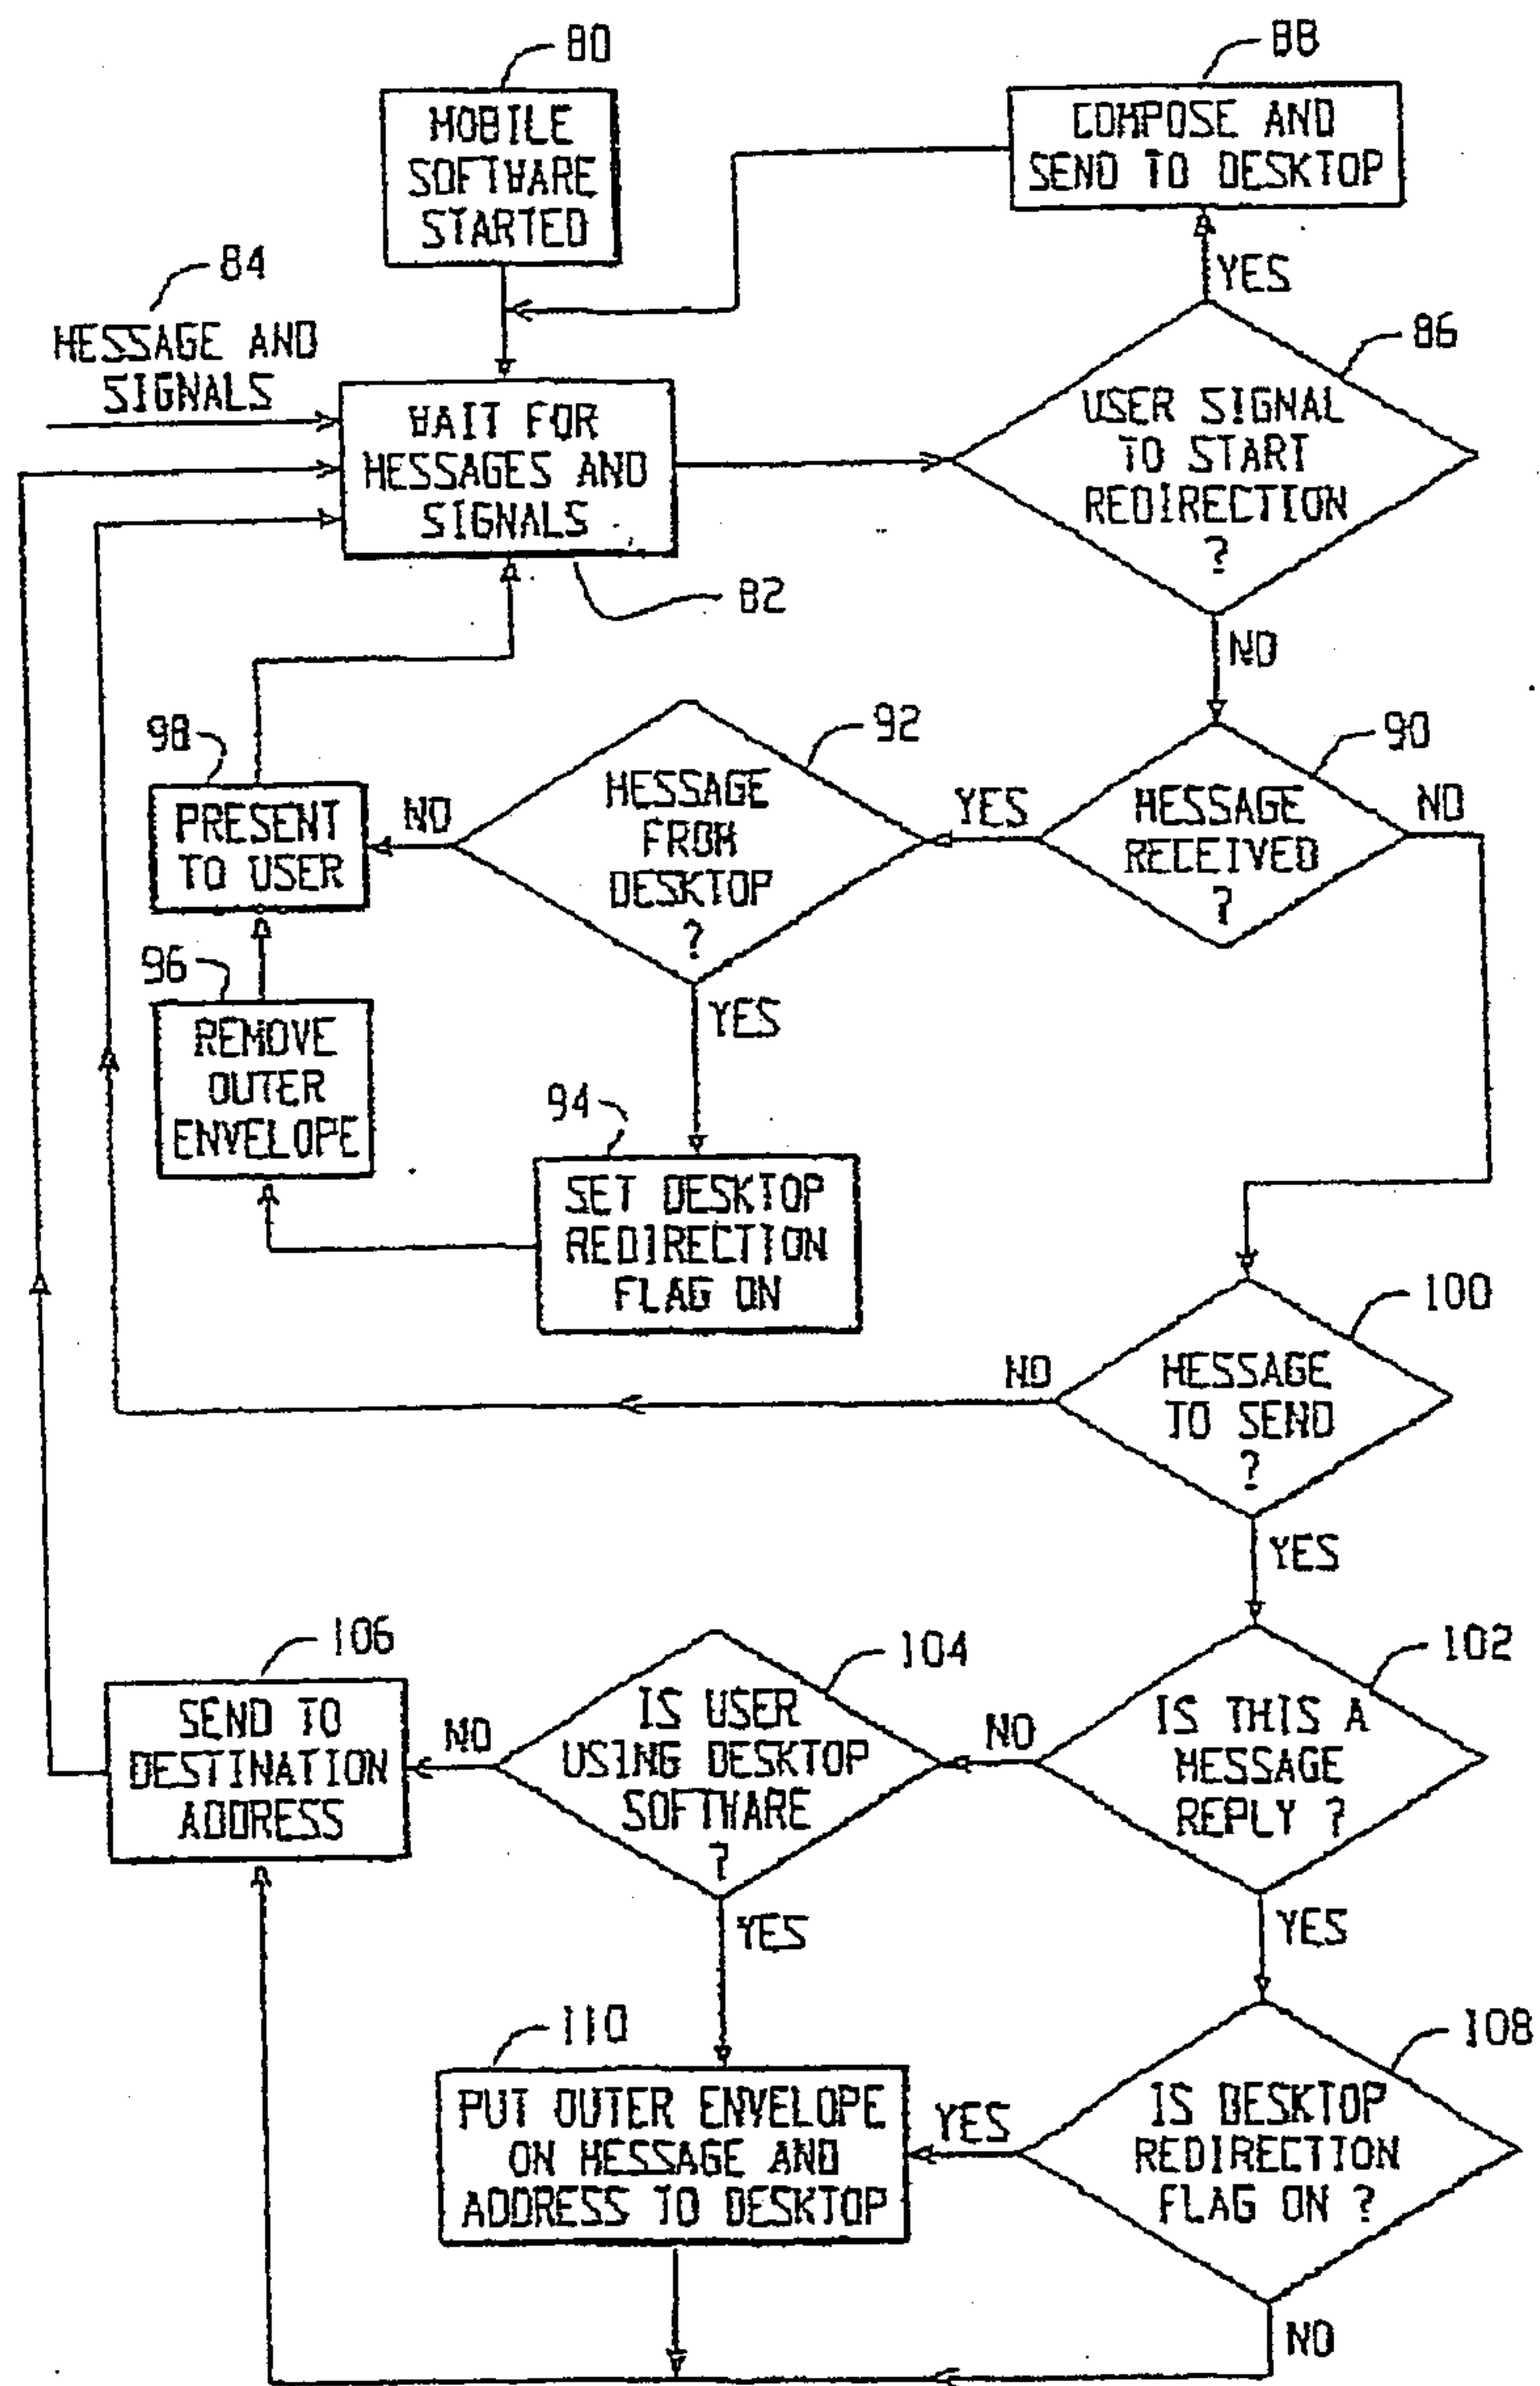 80
MOBILE
SOFTWARE
STARTED
88
COMPOSE AND
SEND TO DESKTOP
84
MESSAGE AND
SIGNALS
YES
86
USER SIGNAL
TO START
REDIRECTION
?
WAIT FOR
MESSAGES AND
SIGNALS
82
NO
98
PRESENT
TO USER
NO
92
MESSAGE
FROM
DESKTOP
?
YES
90
MESSAGE
RECEIVED
?
NO
96
REMOVE
OUTER
ENVELOPE
YES
94
SET DESKTOP
REDIRECTION
FLAG ON
100
NO
MESSAGE
TO SEND
?
YES
106
SEND TO
DESTINATION
ADDRESS
NO
104
IS USER
USING DESKTOP
SOFTWARE
?
NO
102
IS THIS A
MESSAGE
REPLY ?
YES
YES
110
PUT OUTER ENVELOPE
ON MESSAGE AND
ADDRESS TO DESKTOP
YES
108
IS DESKTOP
REDIRECTION
FLAG ON ?
NO